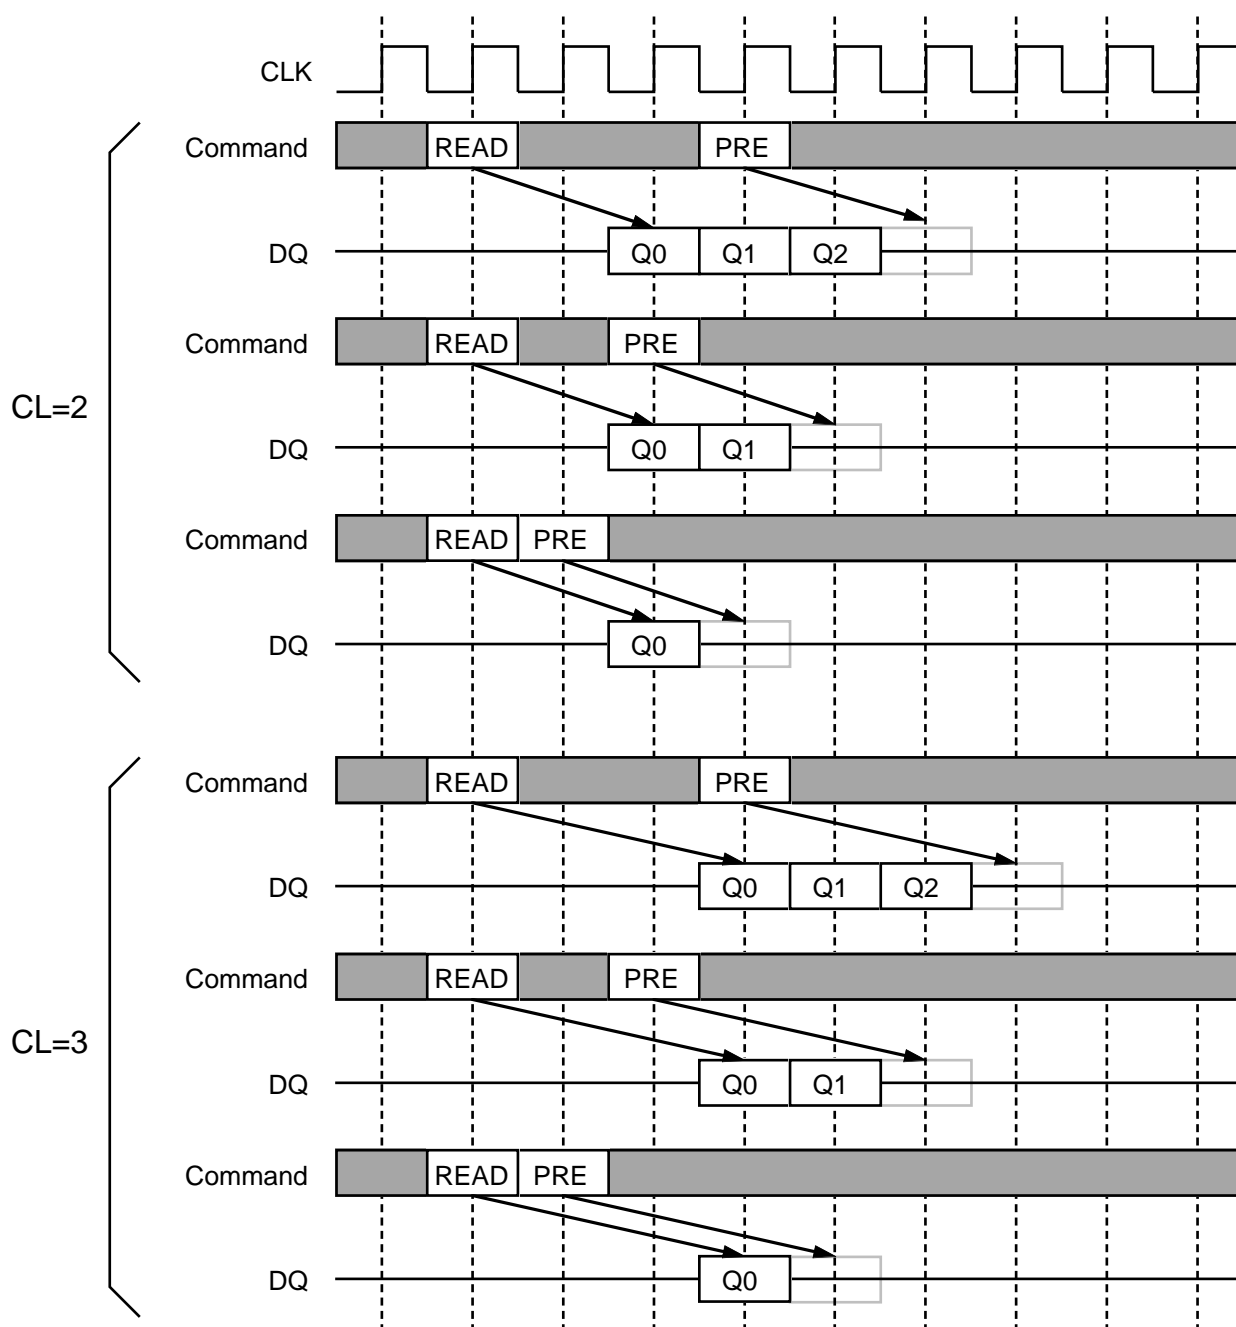 CLK
Command READ PRE
DQ Q0 Q1 Q2
Command READ PRE
CL=2
DQ Q0 Q1
Command READ PRE
DQ Q0
Command READ PRE
DQ Q0 Q1 Q2
Command READ PRE
CL=3
DQ Q0 Q1
Command READ PRE
DQ Q0